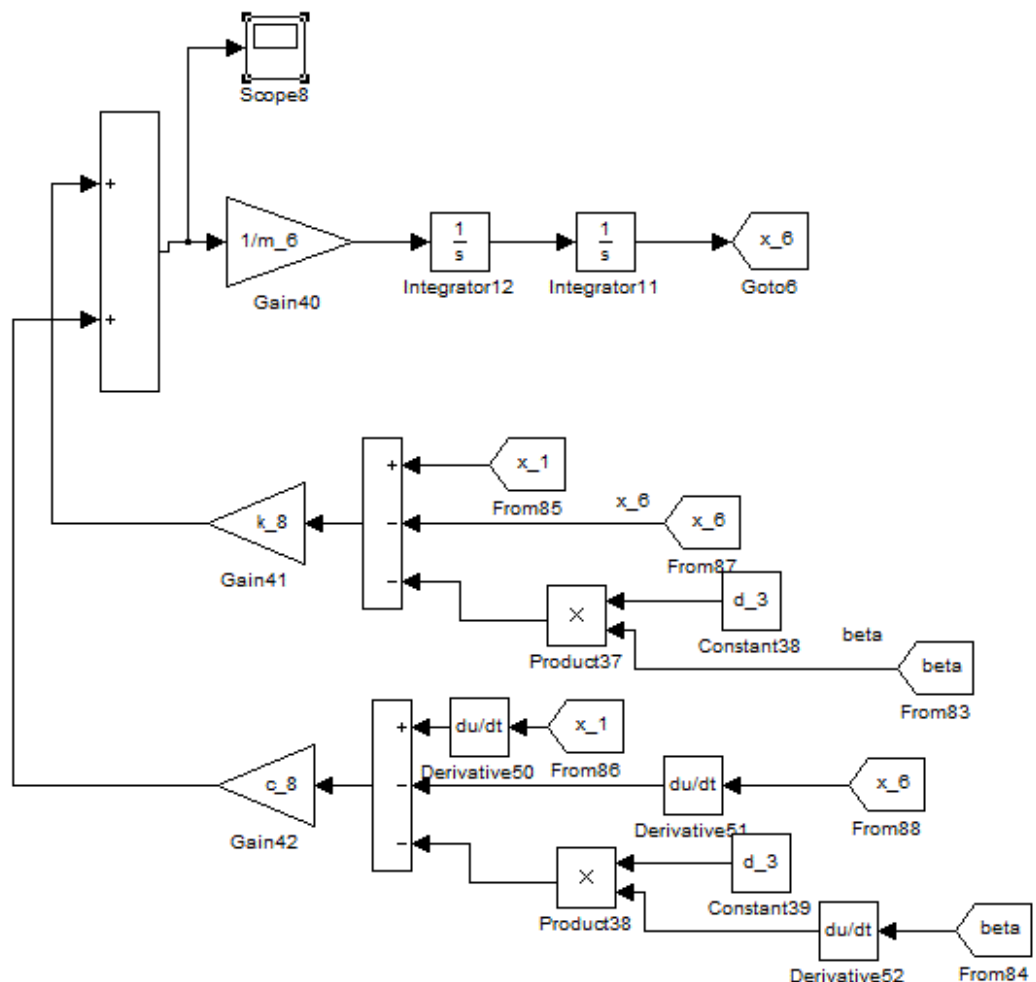 Scope8
+
1/m_6
1
s
1
s
x_6
Integrator12
Integrator11
Goto6
Gain40
+
+
x_1
From85
k_8
−
x_6
x_6
Gain41
From87
−
d_3
×
Constant38
Product37
beta
beta
From83
+
du/dt
x_1
Derivative50
From86
c_8
−
du/dt
x_6
Gain42
Derivative51
From88
−
d_3
×
Constant39
Product38
du/dt
beta
Derivative52
From84